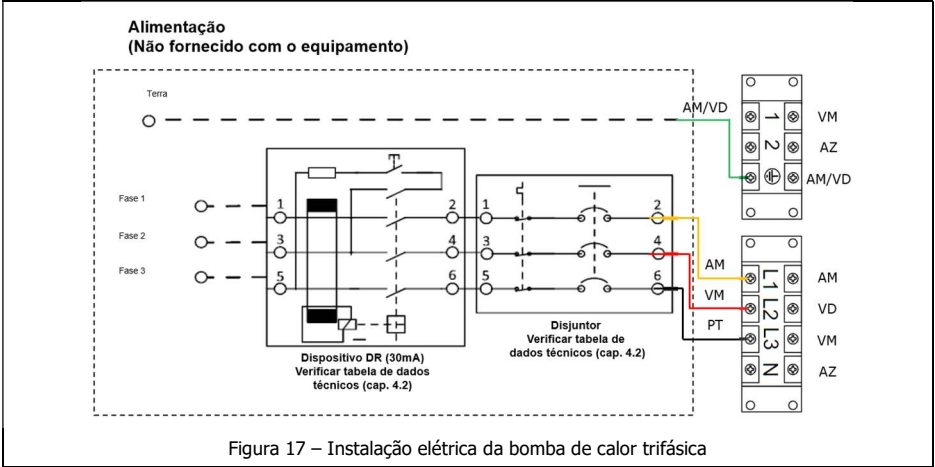 Alimentação
(Não fornecido com o equipamento)
Terra
AM/VD
1
VM
2
AZ
AM/VD
Fase 1
1
2
1
2
Fase 2
3
4
3
4
Fase 3
5
6
5
6
AM
L1
AM
VM
L2
VD
PT
L3
VM
N
AZ
Dispositivo DR (30mA)
Verificar tabela de dados
técnicos (cap. 4.2)
Disjuntor
Verificar tabela de
dados técnicos (cap. 4.2)
Figura 17 – Instalação elétrica da bomba de calor trifásica